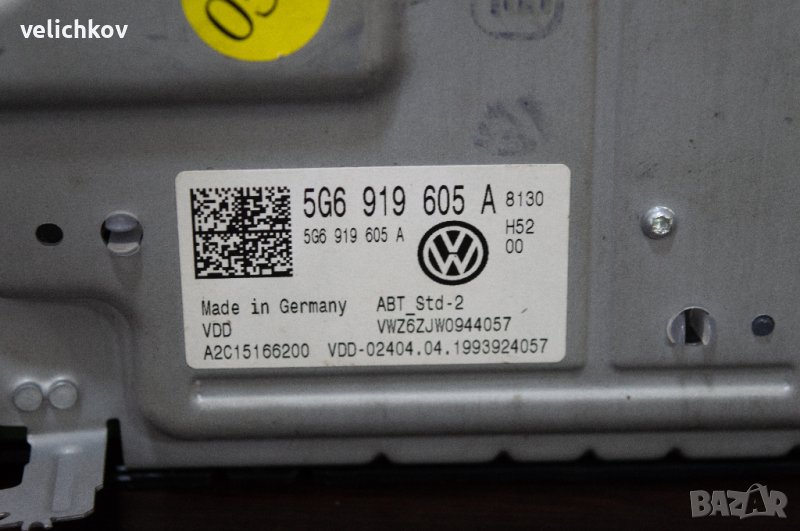 velichkov
5G6 919 605 A 8130
5G6 919 605 A H52
00
Made in Germany ABT_Std-2
VDD VWZ6ZJW0944057
A2C15166200 VDD-02404.04.1993924057
BAZAR